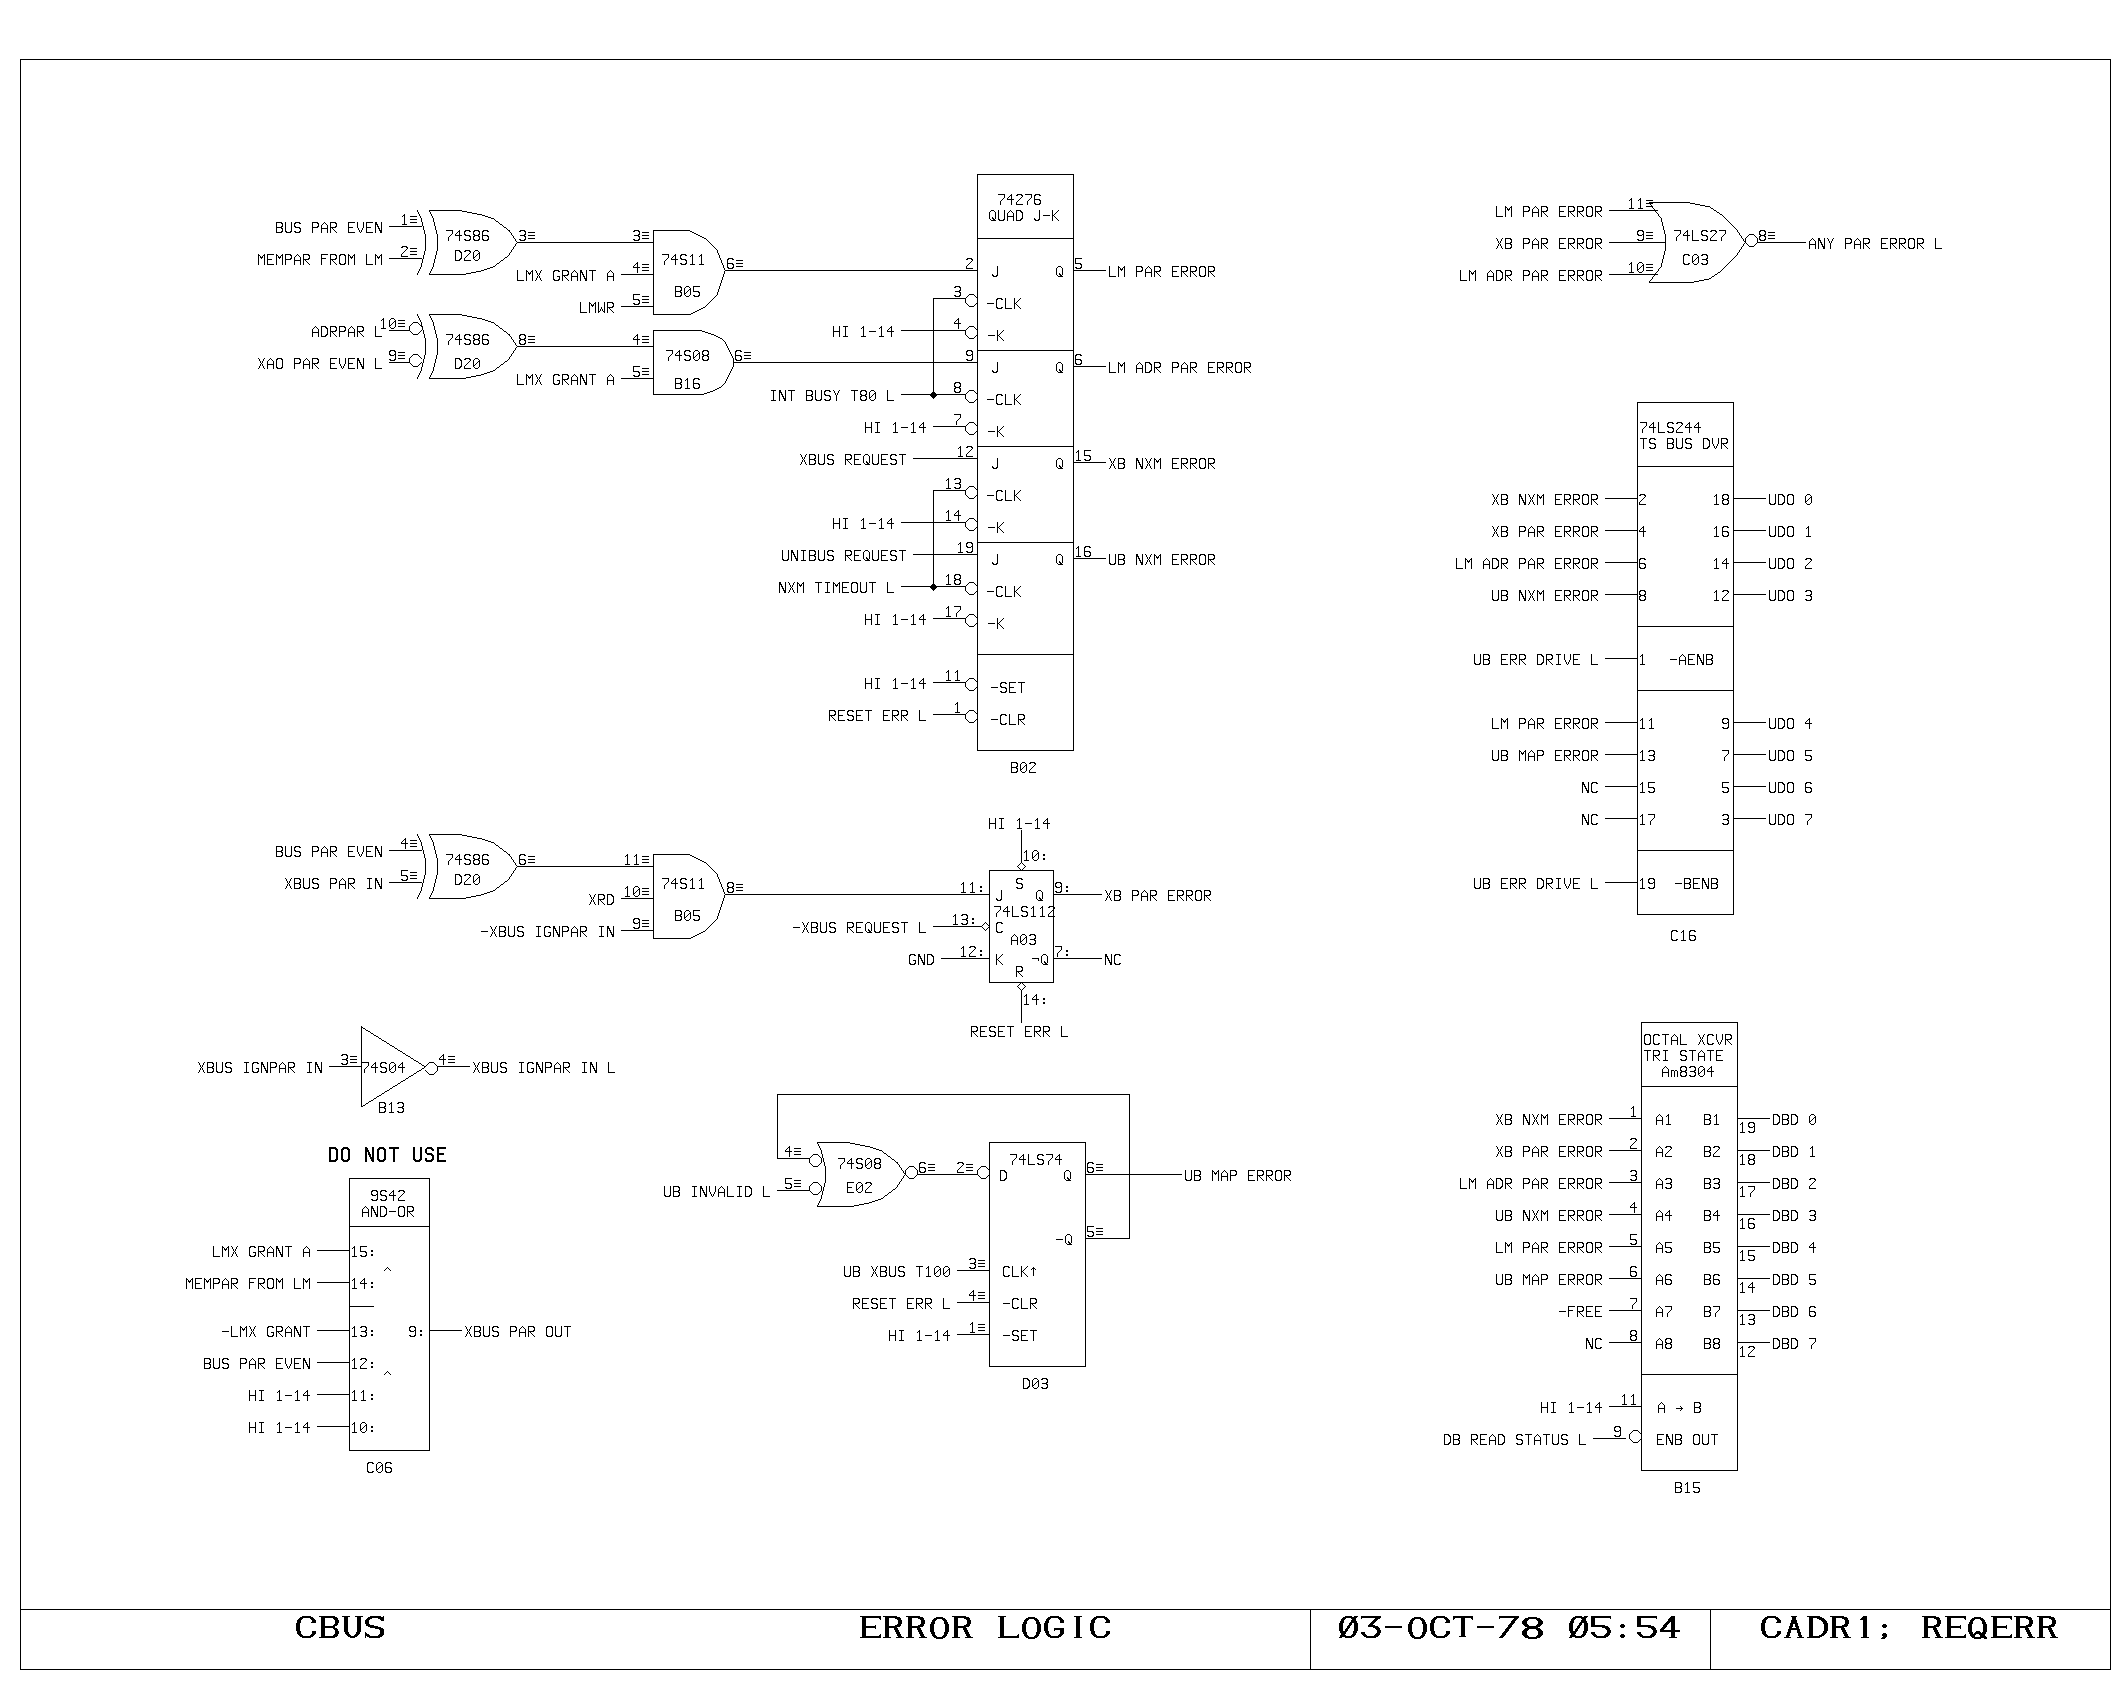 BUS PAR EVEN 1≡
MEMPAR FROM LM 2≡
74S86
D20
3≡
3≡
LMX GRANT A 4≡
LMWR 5≡
74S11
B05
6≡
ADRPAR L 10≡
XAO PAR EVEN L 9≡
74S86
D20
8≡
4≡
LMX GRANT A 5≡
74S08
B16
6≡
74276
QUAD J-K
2 J Q 5 LM PAR ERROR
3 -CLK
HI 1-14 4 -K
9 J Q 6 LM ADR PAR ERROR
INT BUSY T80 L 8 -CLK
HI 1-14 7 -K
XBUS REQUEST 12 J Q 15 XB NXM ERROR
13 -CLK
HI 1-14 14 -K
UNIBUS REQUEST 19 J Q 16 UB NXM ERROR
NXM TIMEOUT L 18 -CLK
HI 1-14 17 -K
HI 1-14 11 -SET
RESET ERR L 1 -CLR
B02
LM PAR ERROR 11≡
XB PAR ERROR 9≡
LM ADR PAR ERROR 10≡
74LS27
C03
8≡ ANY PAR ERROR L
74LS244
TS BUS DVR
XB NXM ERROR 2 18 UDO 0
XB PAR ERROR 4 16 UDO 1
LM ADR PAR ERROR 6 14 UDO 2
UB NXM ERROR 8 12 UDO 3
UB ERR DRIVE L 1 -AENB
LM PAR ERROR 11 9 UDO 4
UB MAP ERROR 13 7 UDO 5
NC 15 5 UDO 6
NC 17 3 UDO 7
UB ERR DRIVE L 19 -BENB
C16
BUS PAR EVEN 4≡
XBUS PAR IN 5≡
74S86
D20
6≡
11≡
XRD 10≡
-XBUS IGNPAR IN 9≡
74S11
B05
8≡
HI 1-14
10:
S
11: J Q 9: XB PAR ERROR
74LS112
-XBUS REQUEST L 13: C
A03
GND 12: K ¬Q 7: NC
R
14:
RESET ERR L
XBUS IGNPAR IN 3≡ 74S04 4≡ XBUS IGNPAR IN L
B13
DO NOT USE
9S42
AND-OR
LMX GRANT A 15:
^
MEMPAR FROM LM 14:
-LMX GRANT 13: 9: XBUS PAR OUT
BUS PAR EVEN 12:
^
HI 1-14 11:
HI 1-14 10:
C06
4≡
UB INVALID L 5≡
74S08
E02
6≡
74LS74
2≡ D Q 6≡ UB MAP ERROR
-Q 5≡
UB XBUS T100 3≡ CLK↑
RESET ERR L 4≡ -CLR
HI 1-14 1≡ -SET
D03
OCTAL XCVR
TRI STATE
Am8304
XB NXM ERROR 1 A1 B1 19 DBD 0
XB PAR ERROR 2 A2 B2 18 DBD 1
LM ADR PAR ERROR 3 A3 B3 17 DBD 2
UB NXM ERROR 4 A4 B4 16 DBD 3
LM PAR ERROR 5 A5 B5 15 DBD 4
UB MAP ERROR 6 A6 B6 14 DBD 5
-FREE 7 A7 B7 13 DBD 6
NC 8 A8 B8 12 DBD 7
HI 1-14 11 A → B
DB READ STATUS L 9 ENB OUT
B15
CBUS
ERROR LOGIC
03-OCT-78 05:54
CADR1; REQERR